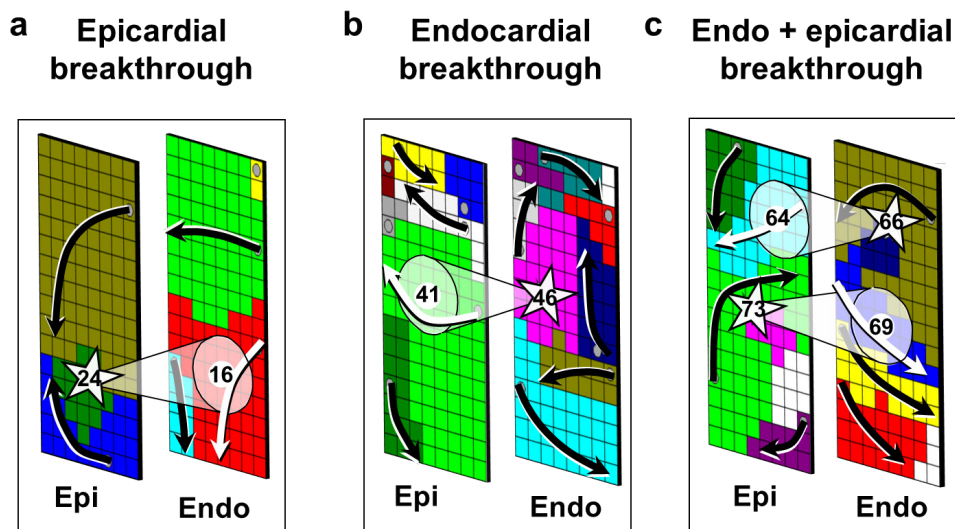 a
Epicardial
breakthrough
24
16
Epi
Endo
b
Endocardial
breakthrough
41
46
Epi
Endo
c
Endo + epicardial
breakthrough
64
66
73
69
Epi
Endo